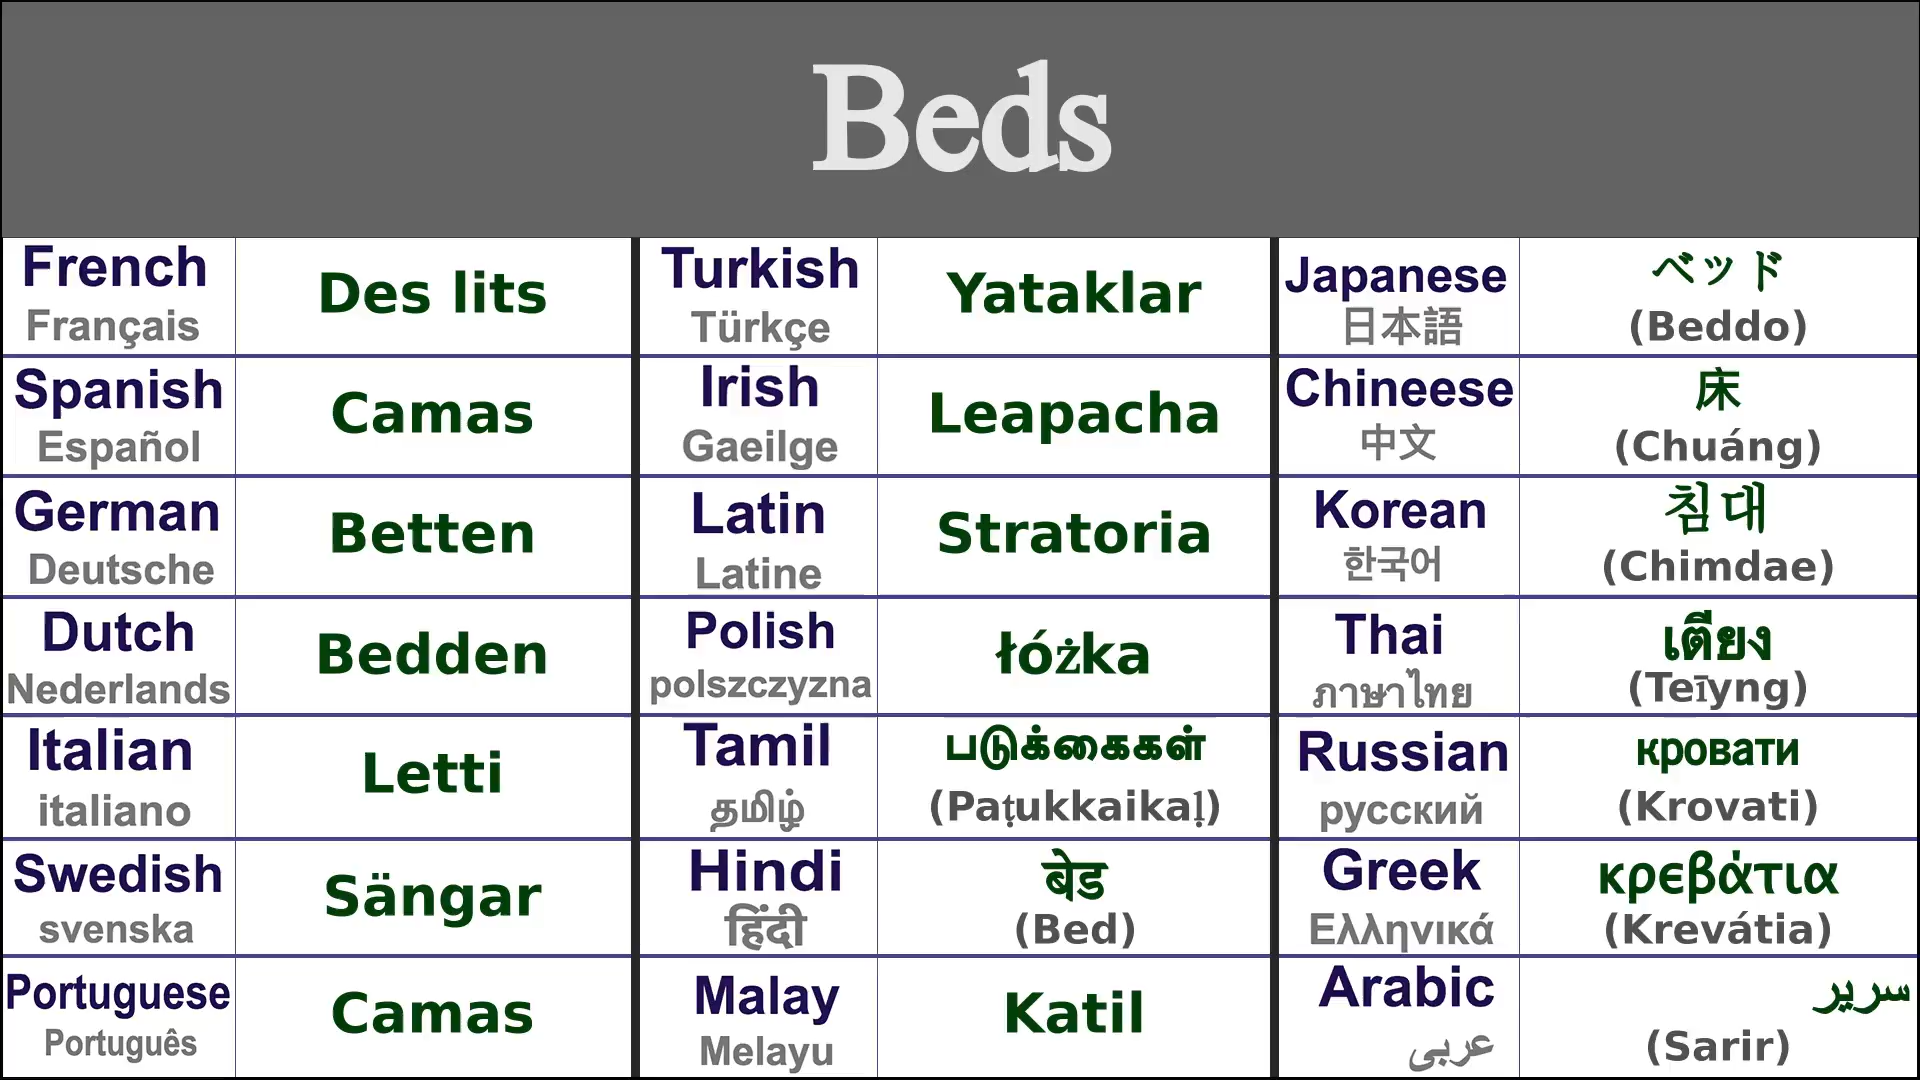 Beds
French
Français
Des lits
Spanish
Español
Camas
German
Deutsche
Betten
Dutch
Nederlands
Bedden
Italian
italiano
Letti
Swedish
svenska
Sängar
Portuguese
Português
Camas
Turkish
Türkçe
Yataklar
Irish
Gaeilge
Leapacha
Latin
Latine
Stratoria
Polish
polszczyzna
łóżka
Tamil
தமிழ்
படுக்கைகள்
(Paṭukkaikaḷ)
Hindi
हिंदी
बेड
(Bed)
Malay
Melayu
Katil
Japanese
日本語
ベッド
(Beddo)
Chineese
中文
床
(Chuáng)
Korean
한국어
침대
(Chimdae)
Thai
ภาษาไทย
เตียง
(Teīyng)
Russian
русский
кровати
(Krovati)
Greek
Ελληνικά
κρεβάτια
(Krevátia)
Arabic
عربى
سرير
(Sarir)